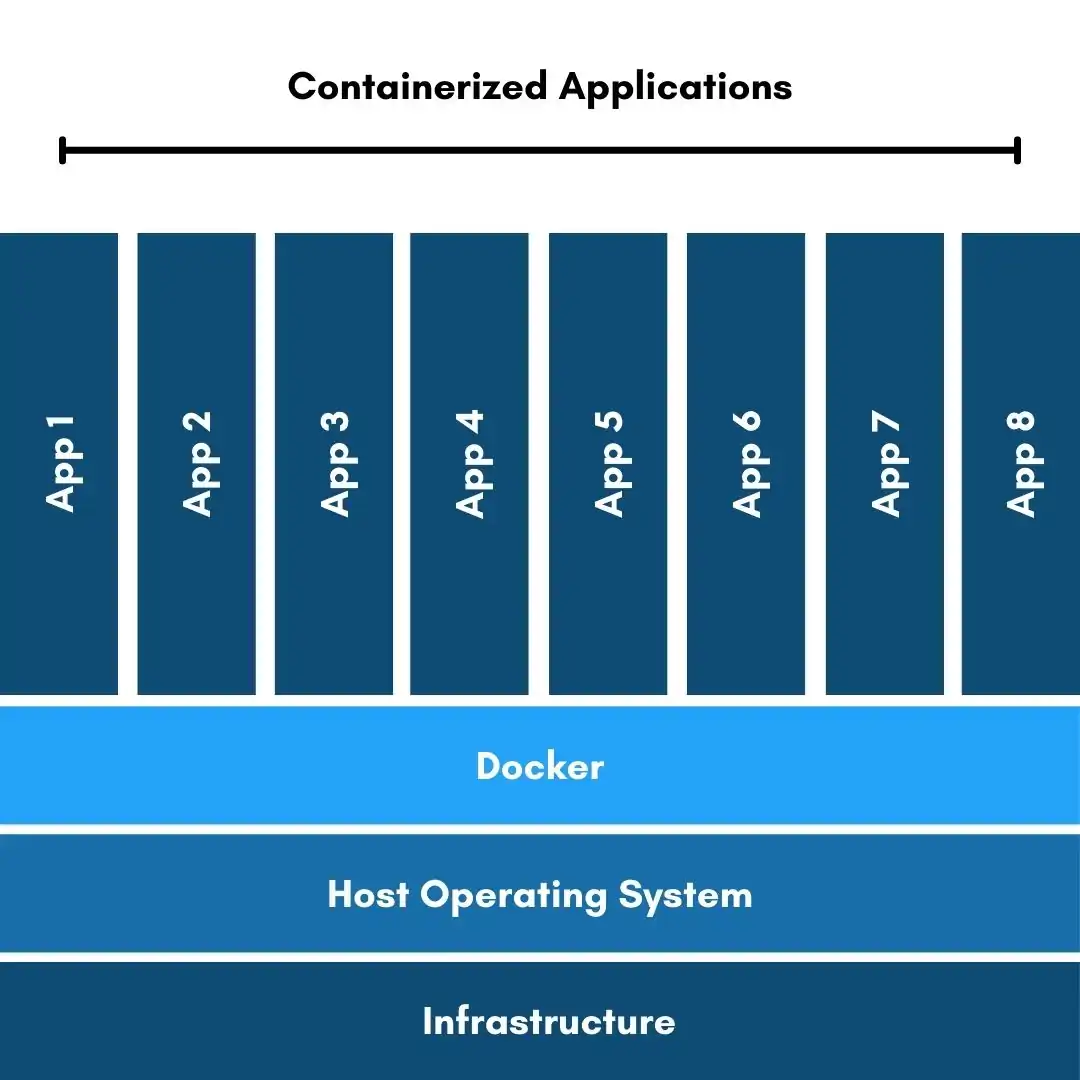 Containerized Applications
App 1
App 2
App 3
App 4
App 5
App 6
App 7
App 8
Docker
Host Operating System
Infrastructure